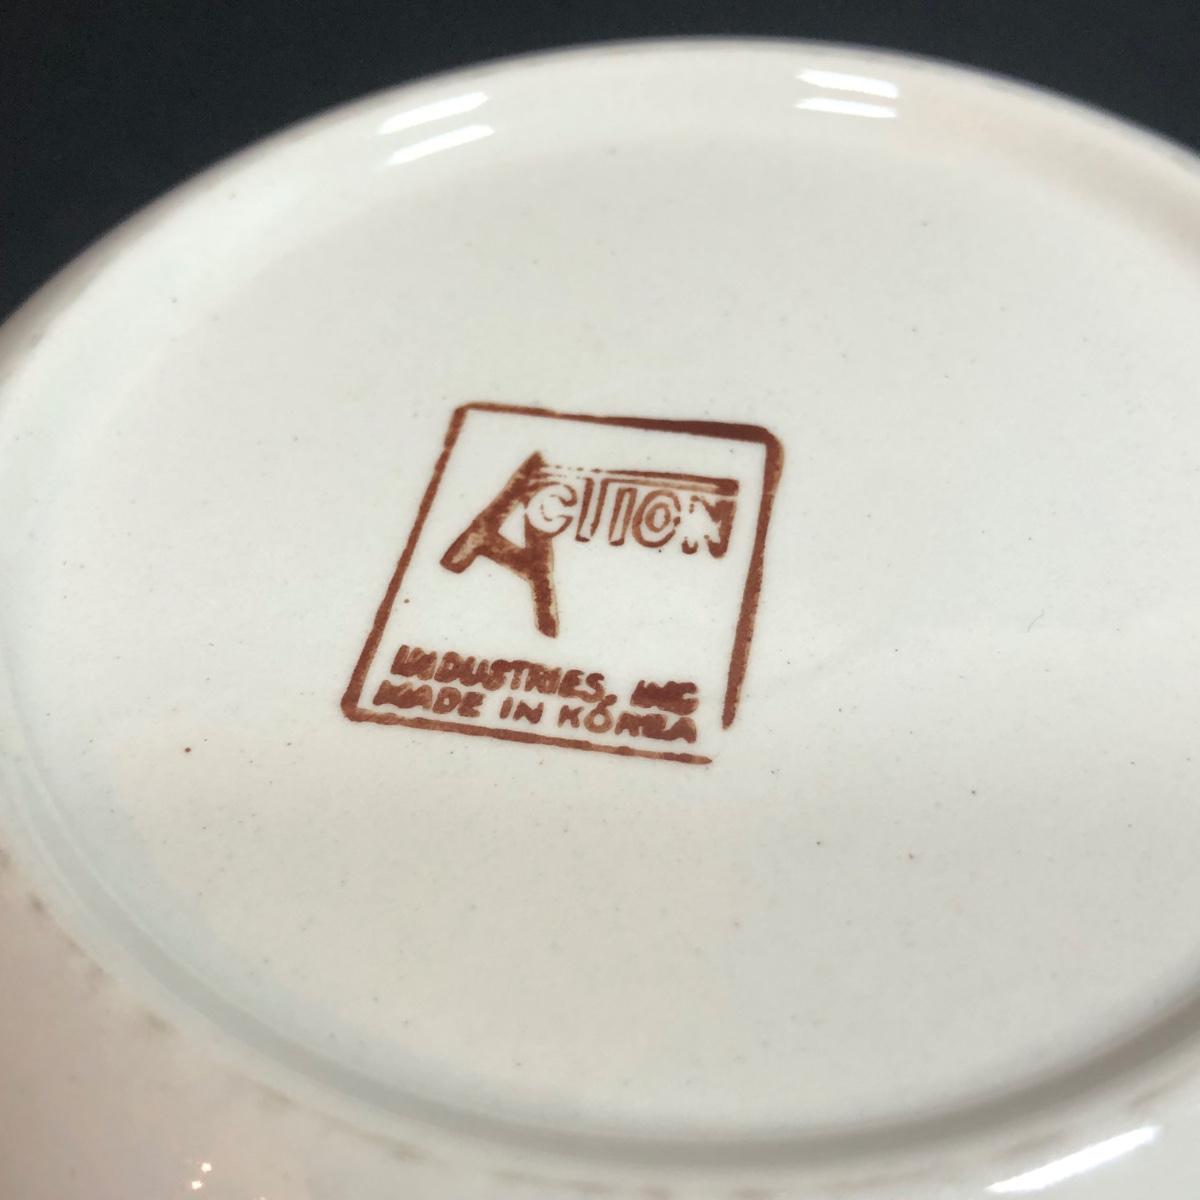 ACTION
INDUSTRIES, INC
MADE IN KOREA